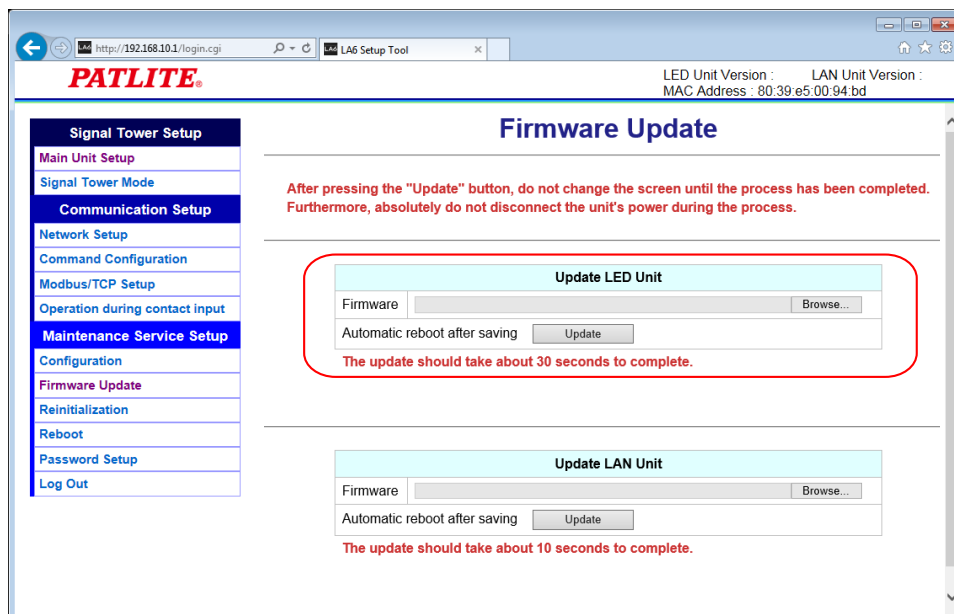 http://192.168.10.1/login.cgi
LA6 LA6 Setup Tool
PATLITE®
LED Unit Version : LAN Unit Version :
MAC Address : 80:39:e5:00:94:bd
Signal Tower Setup
Main Unit Setup
Signal Tower Mode
Communication Setup
Network Setup
Command Configuration
Modbus/TCP Setup
Operation during contact input
Maintenance Service Setup
Configuration
Firmware Update
Reinitialization
Reboot
Password Setup
Log Out
Firmware Update
After pressing the "Update" button, do not change the screen until the process has been completed.
Furthermore, absolutely do not disconnect the unit's power during the process.
Update LED Unit
Firmware Browse...
Automatic reboot after saving Update
The update should take about 30 seconds to complete.
Update LAN Unit
Firmware Browse...
Automatic reboot after saving Update
The update should take about 10 seconds to complete.